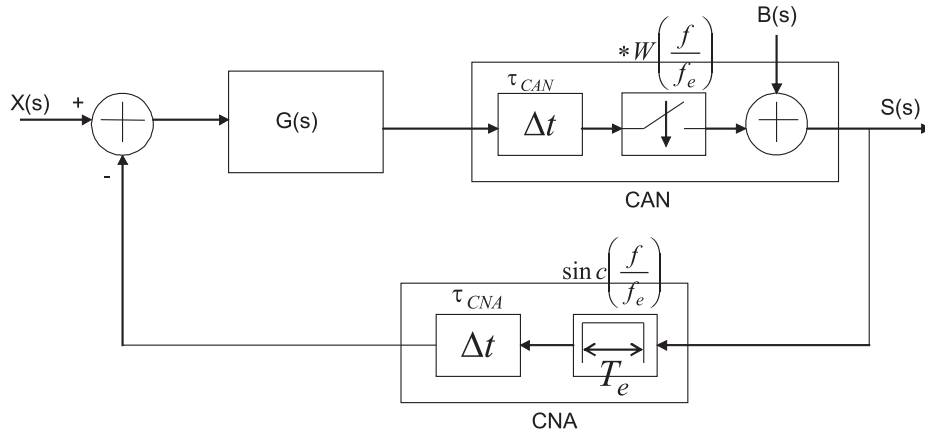 B(s)
*W(f/fe)
X(s) + τCAN S(s)
G(s) Δt
-
CAN
sin c(f/fe)
τCNA
Δt Te
CNA